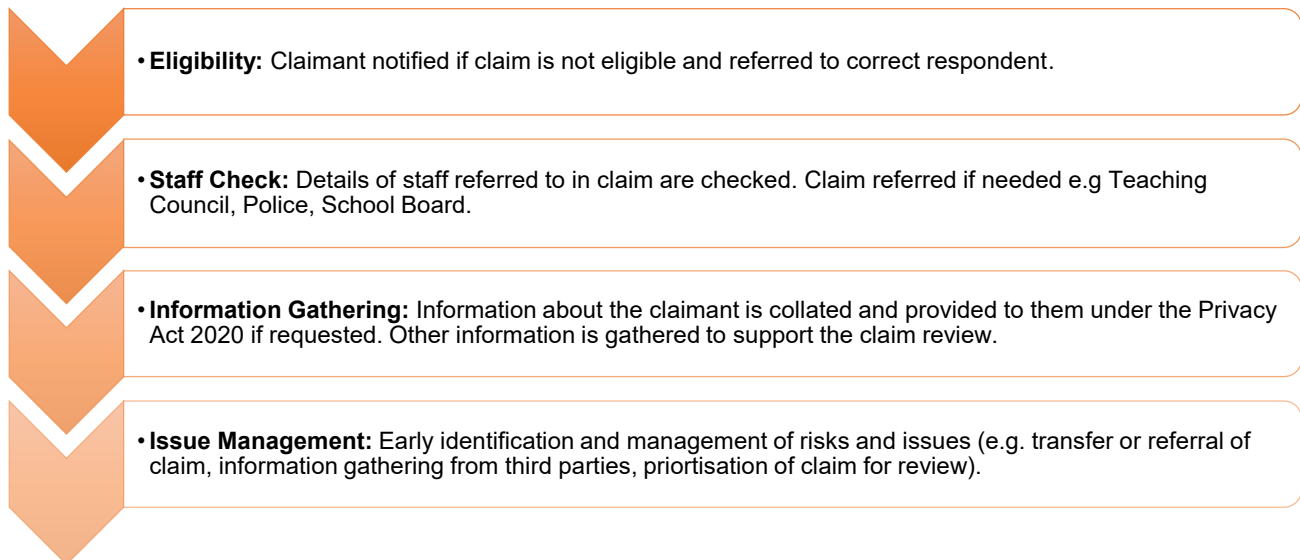 • Eligibility: Claimant notified if claim is not eligible and referred to correct respondent.
• Staff Check: Details of staff referred to in claim are checked. Claim referred if needed e.g Teaching
Council, Police, School Board.
• Information Gathering: Information about the claimant is collated and provided to them under the Privacy
Act 2020 if requested. Other information is gathered to support the claim review.
• Issue Management: Early identification and management of risks and issues (e.g. transfer or referral of
claim, information gathering from third parties, priortisation of claim for review).